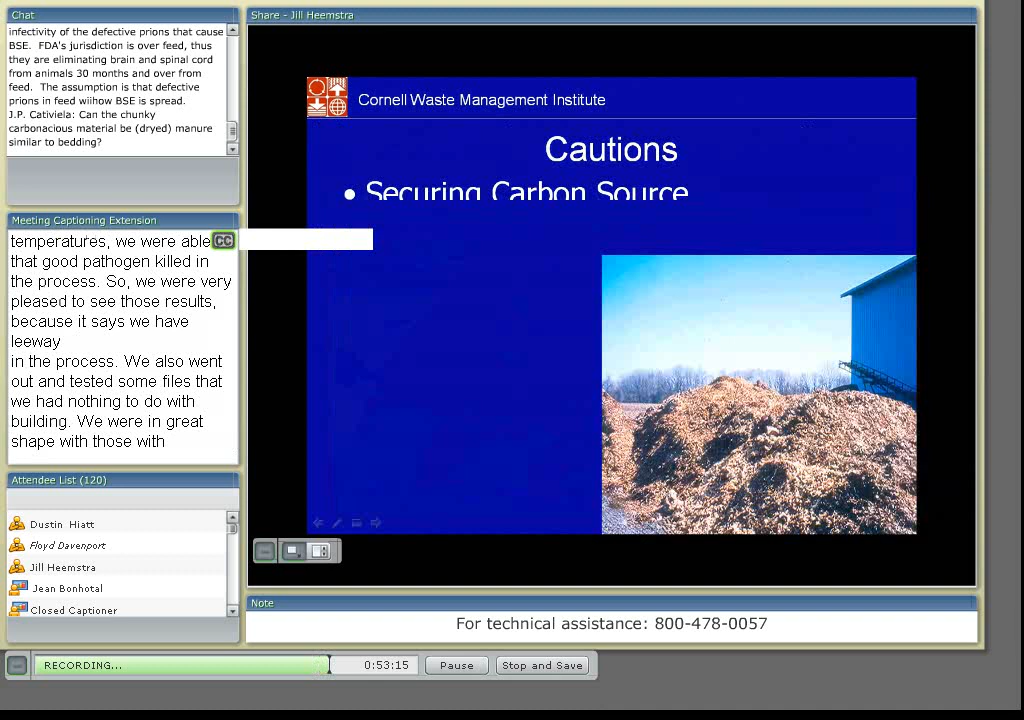 Chat
infectivity of the defective prions that cause
BSE. FDA's jurisdiction is over feed, thus
they are eliminating brain and spinal cord
from animals 30 months and over from
feed. The assumption is that defective
prions in feed wiihow BSE is spread.
J.P. Cativiela: Can the chunky
carbonacious material be (dryed) manure
similar to bedding?
Meeting Captioning Extension
temperatures, we were able
CC
that good pathogen killed in
the process. So, we were very
pleased to see those results,
because it says we have
leeway
in the process. We also went
out and tested some files that
we had nothing to do with
building. We were in great
shape with those with
Attendee List (120)
Dustin Hiatt
Floyd Davenport
Jill Heemstra
Jean Bonhotal
Closed Captioner
Share - Jill Heemstra
Cornell Waste Management Institute
Cautions
• Securing Carbon Source
Note
For technical assistance: 800-478-0057
RECORDING...
0:53:15
Pause
Stop and Save